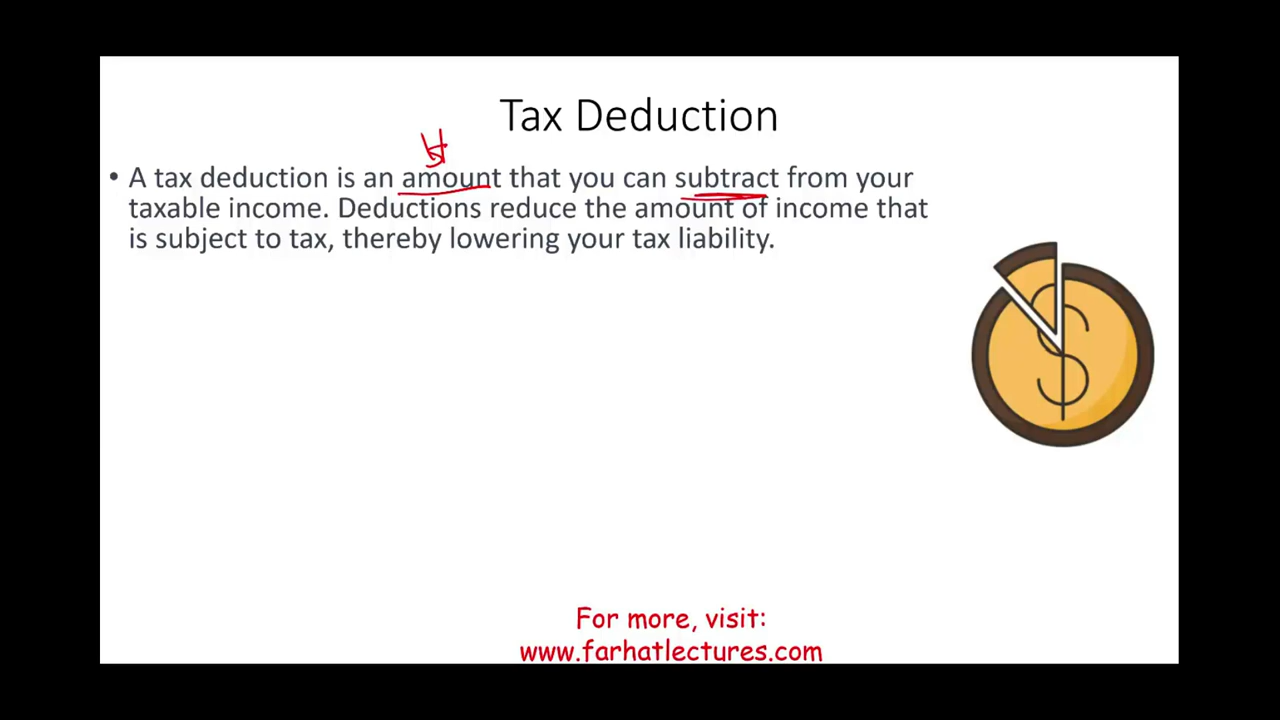 Tax Deduction
• A tax deduction is an amount that you can subtract from your
taxable income. Deductions reduce the amount of income that
is subject to tax, thereby lowering your tax liability.
$
For more, visit:
www.farhatlectures.com